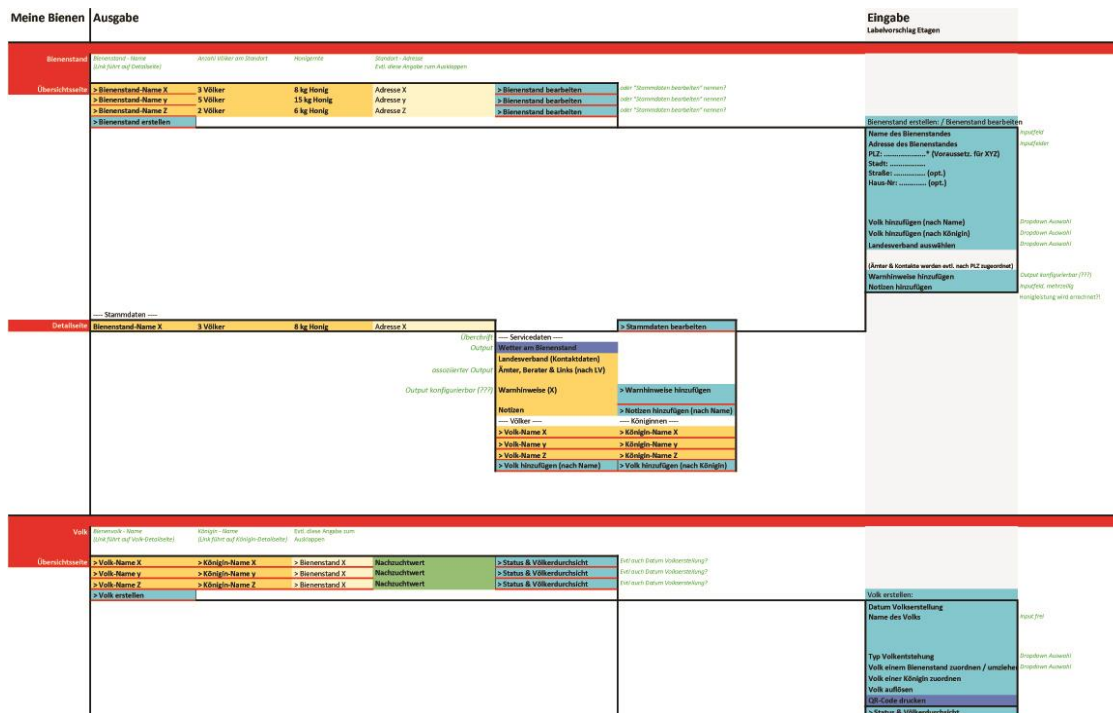 Meine Bienen Ausgabe Eingabe
Labelvorschlag Etagen
Bienenstand Bienenstand - Name Anzahl Völker am Standort Honigernte Standort - Adresse
(Link führt auf Detailseite) Evtl. diese Angabe zum Ausklappen
Übersichtsseite > Bienenstand-Name X 3 Völker 8 kg Honig Adresse X > Bienenstand bearbeiten oder "Stammdaten bearbeiten" nennen?
> Bienenstand-Name y 5 Völker 15 kg Honig Adresse y > Bienenstand bearbeiten oder "Stammdaten bearbeiten" nennen?
> Bienenstand-Name Z 2 Völker 6 kg Honig Adresse Z > Bienenstand bearbeiten oder "Stammdaten bearbeiten" nennen?
> Bienenstand erstellen Bienenstand erstellen: / Bienenstand bearbeiten
Name des Bienenstandes Inputfeld
Adresse des Bienenstandes Inputfelder
PLZ: .....................* (Voraussetz. für XYZ)
Stadt: ..................
Straße: ............... (opt.)
Haus-Nr: ............. (opt.)
Volk hinzufügen (nach Name) Dropdown Auswahl
Volk hinzufügen (nach Königin) Dropdown Auswahl
Landesverband auswählen Dropdown Auswahl
(Ämter & Kontakte werden evtl. nach PLZ zugeordnet)
Warnhinweise hinzufügen Output konfigurierbar (???)
Notizen hinzufügen Inputfeld, mehrzeilig
Honigleistung wird errechnet?!
---- Stammdaten ----
Detailseite Bienenstand-Name X 3 Völker 8 kg Honig Adresse X > Stammdaten bearbeiten
Überschrift ---- Servicedaten ----
Output Wetter am Bienenstand
Landesverband (Kontaktdaten)
assoziierter Output Ämter, Berater & Links (nach LV)
Output konfigurierbar (???) Warnhinweise (X) > Warnhinweise hinzufügen
Notizen > Notizen hinzufügen (nach Name)
---- Völker ---- ---- Königinnen ----
> Volk-Name X > Königin-Name X
> Volk-Name y > Königin-Name y
> Volk-Name Z > Königin-Name Z
> Volk hinzufügen (nach Name) > Volk hinzufügen (nach Königin)
Volk Bienenvolk - Name Königin - Name Evtl. diese Angabe zum
(Link führt auf Volk-Detailseite) (Link führt auf Königin-Detailseite) Ausklappen
Übersichtsseite > Volk-Name X > Königin-Name X > Bienenstand X Nachzuchtwert > Status & Völkerdurchsicht Evtl auch Datum Volkserstellung?
> Volk-Name y > Königin-Name y > Bienenstand X Nachzuchtwert > Status & Völkerdurchsicht Evtl auch Datum Volkserstellung?
> Volk-Name Z > Königin-Name Z > Bienenstand X Nachzuchtwert > Status & Völkerdurchsicht Evtl auch Datum Volkserstellung?
> Volk erstellen Volk erstellen:
Datum Volkserstellung
Name des Volks Input frei
Typ Volkentstehung Dropdown Auswahl
Volk einem Bienenstand zuordnen / umziehen Dropdown Auswahl
Volk einer Königin zuordnen
Volk auflösen
QR-Code drucken
> Status & Völkerdurchsicht